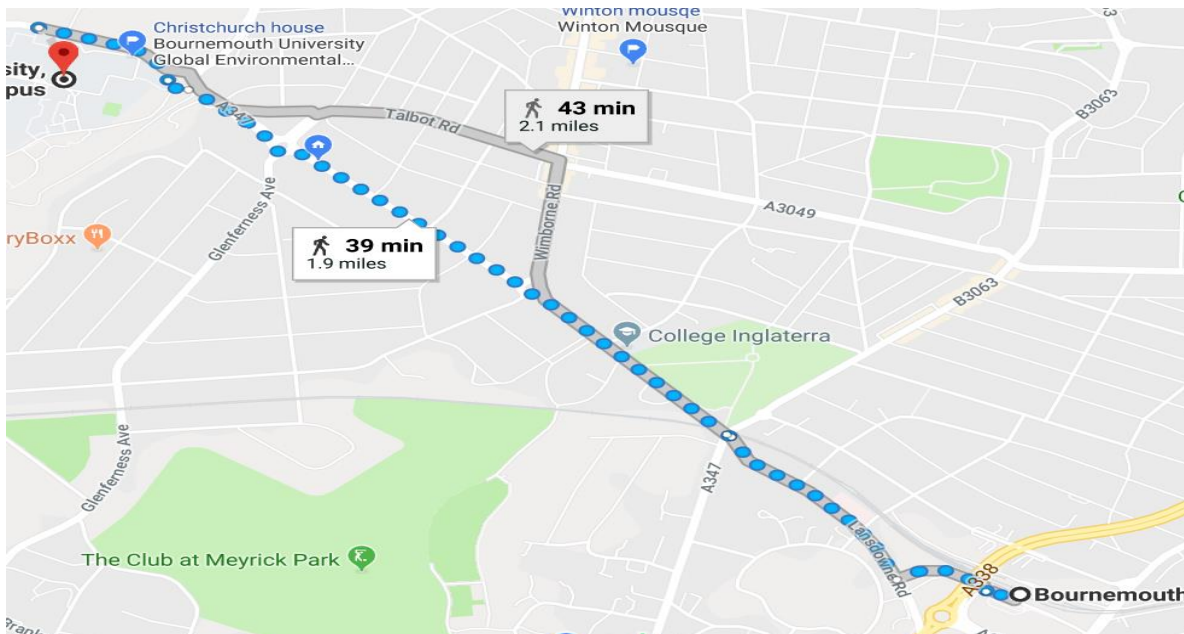 Winton mousqe
Winton Mousque
Christchurch house
Bournemouth University
Global Environmental...
sity,
pus
A347
Talbot Rd
43 min
2.1 miles
B3063
Glenferness Ave
Wimborne Rd
A3049
ryBoxx
39 min
1.9 miles
B3063
College Inglaterra
Glenferness Ave
A347
Lansdowne Rd
The Club at Meyrick Park
A338
Bournemouth